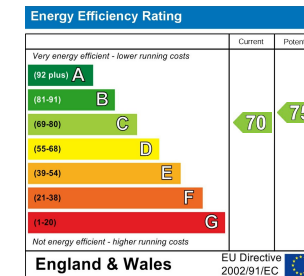 Energy Efficiency Rating
Current
Very energy efficient - lower running costs
(92 plus) A
(81-91) B
(69-80) C
70
75
(55-68) D
(39-54) E
(21-38) F
(1-20) G
Not energy efficient - higher running costs
England & Wales
EU Directive
2002/91/EC